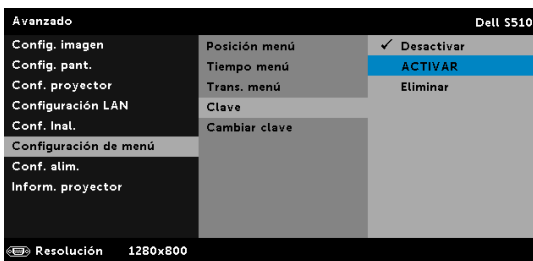 Avanzado Dell S510
Config. imagen Posición menú ✓ Desactivar
Config. pant. Tiempo menú ACTIVAR
Conf. proyector Trans. menú Eliminar
Configuración LAN Clave
Conf. Inal. Cambiar clave
Configuración de menú
Conf. alim.
Inform. proyector
Resolución 1280x800